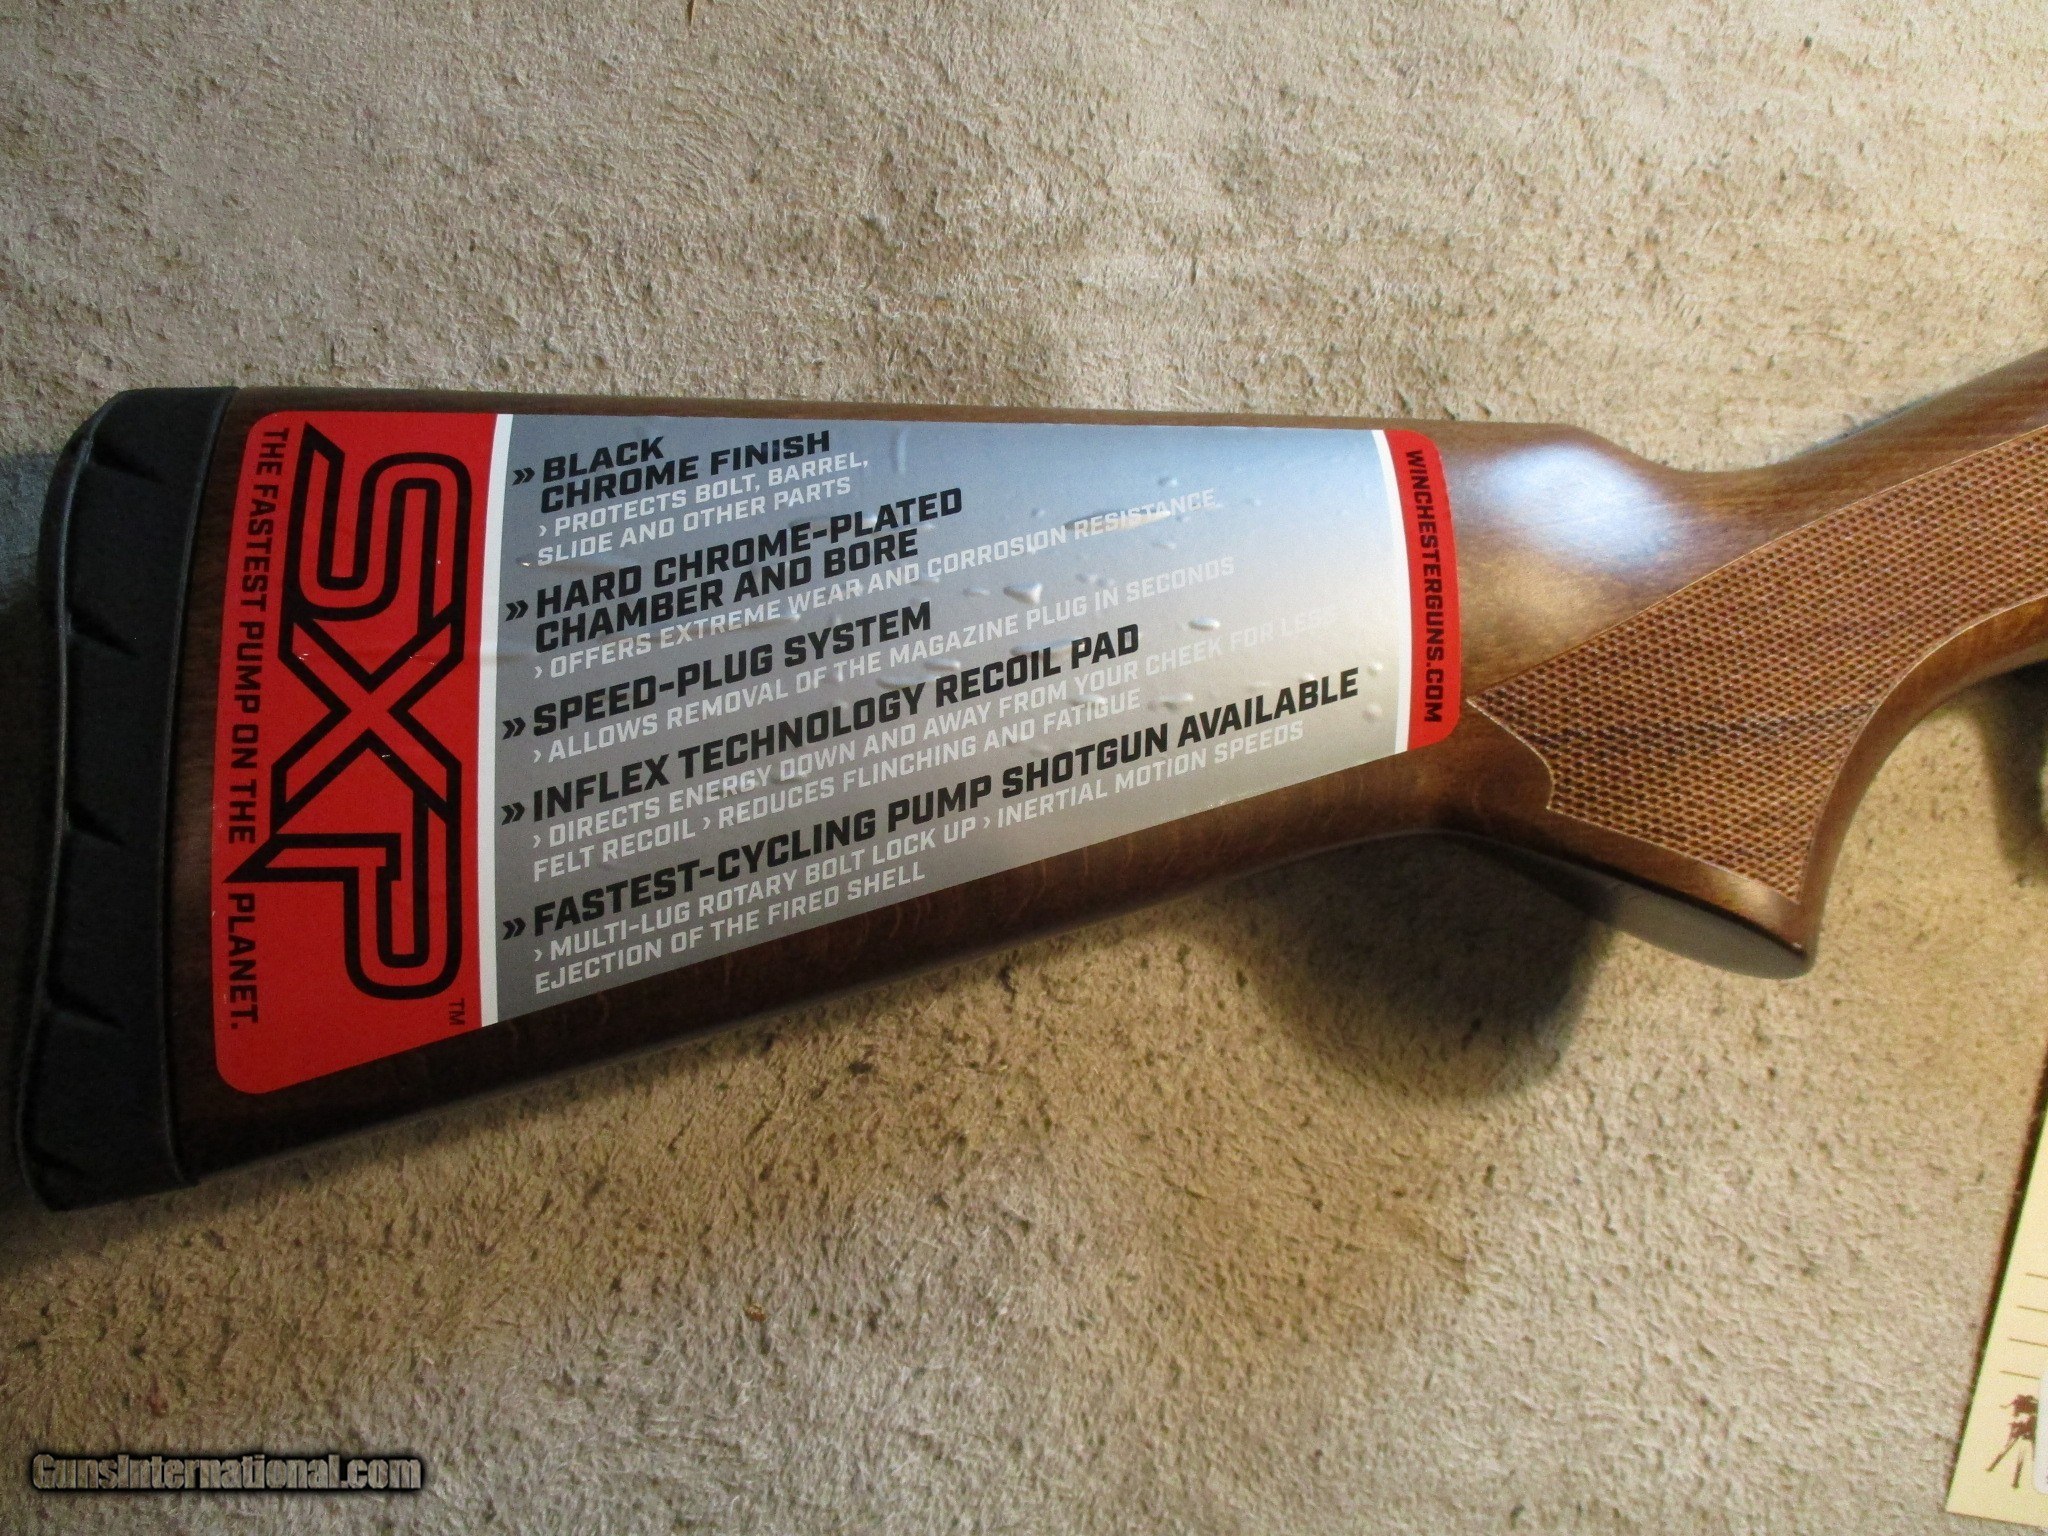 SXP™
THE FASTEST PUMP ON THE PLANET.
» BLACK
CHROME FINISH
› PROTECTS BOLT, BARREL,
SLIDE AND OTHER PARTS
» HARD CHROME-PLATED
CHAMBER AND BORE
› OFFERS EXTREME WEAR AND CORROSION RESISTANCE
» SPEED-PLUG SYSTEM
› ALLOWS REMOVAL OF THE MAGAZINE PLUG IN SECONDS
» INFLEX TECHNOLOGY RECOIL PAD
› DIRECTS ENERGY DOWN AND AWAY FROM YOUR CHEEK FOR LESS
FELT RECOIL › REDUCES FLINCHING AND FATIGUE
» FASTEST-CYCLING PUMP SHOTGUN AVAILABLE
› MULTI-LUG ROTARY BOLT LOCK UP › INERTIAL MOTION SPEEDS
EJECTION OF THE FIRED SHELL
WINCHESTERGUNS.COM
GunsInternational.com